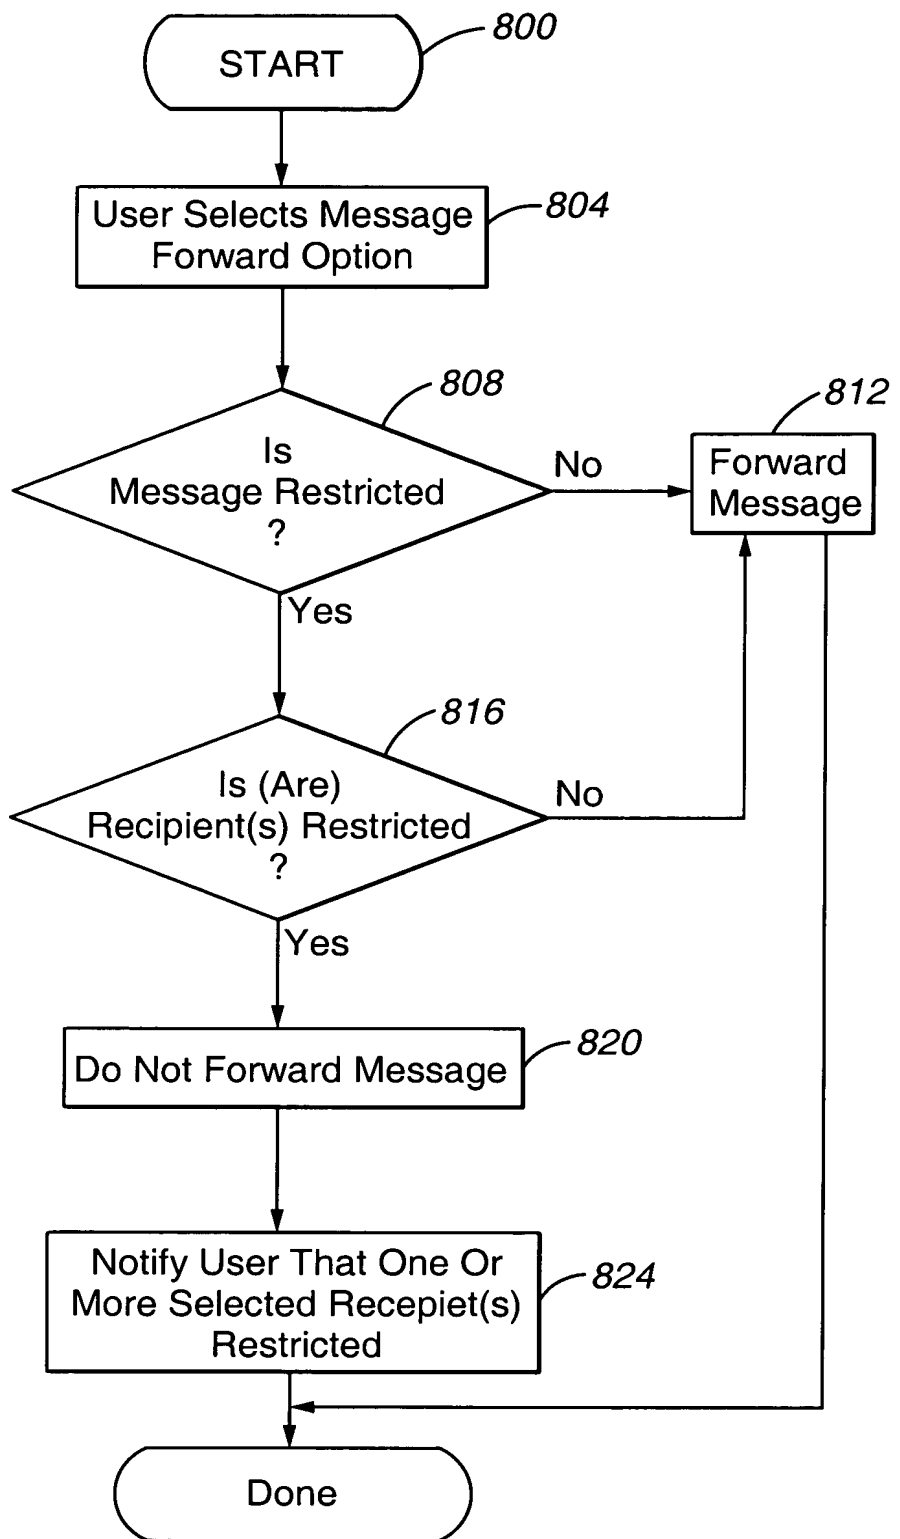 START
800
User Selects Message
Forward Option
804
808
Is
Message Restricted
?
No
812
Forward
Message
Yes
816
Is (Are)
Recipient(s) Restricted
?
No
Yes
Do Not Forward Message
820
Notify User That One Or
More Selected Recepiet(s)
Restricted
824
Done